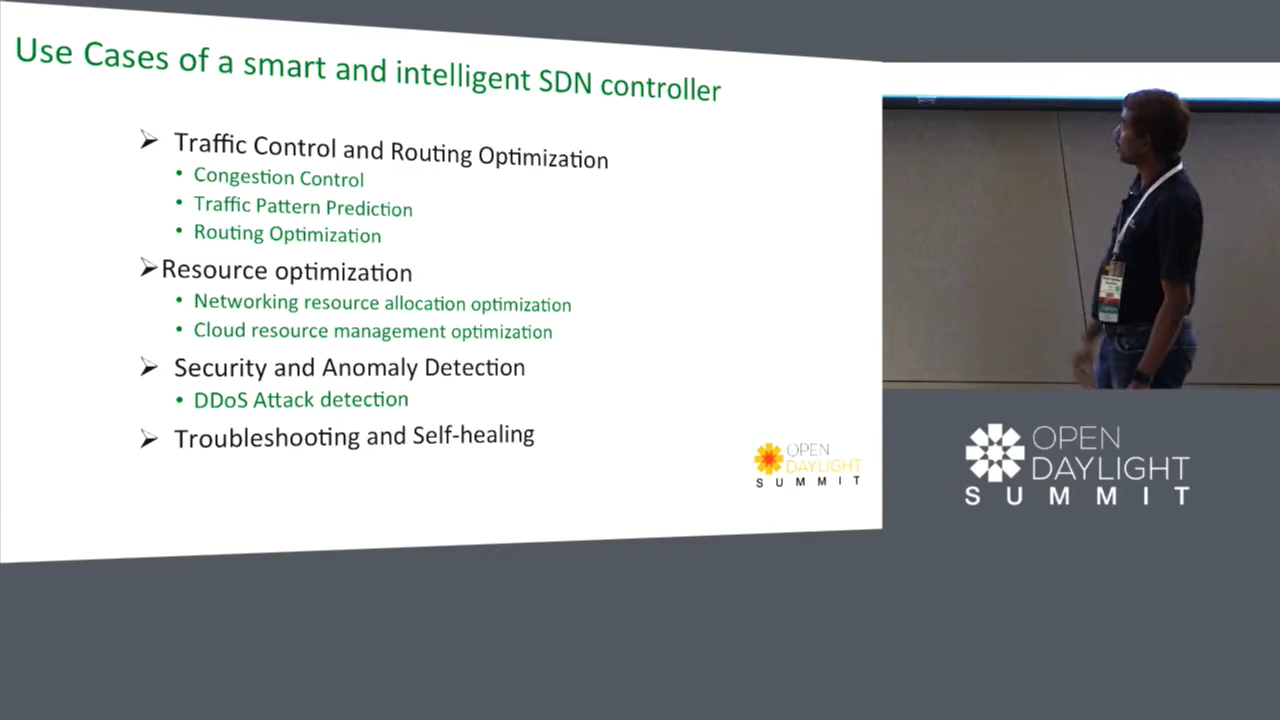 Use Cases of a smart and intelligent SDN controller
➢ Traffic Control and Routing Optimization
• Congestion Control
• Traffic Pattern Prediction
• Routing Optimization
➢Resource optimization
• Networking resource allocation optimization
• Cloud resource management optimization
➢ Security and Anomaly Detection
• DDoS Attack detection
➢ Troubleshooting and Self-healing
OPEN
DAYLIGHT
SUMMIT
OPEN
DAYLIGHT
SUMMIT